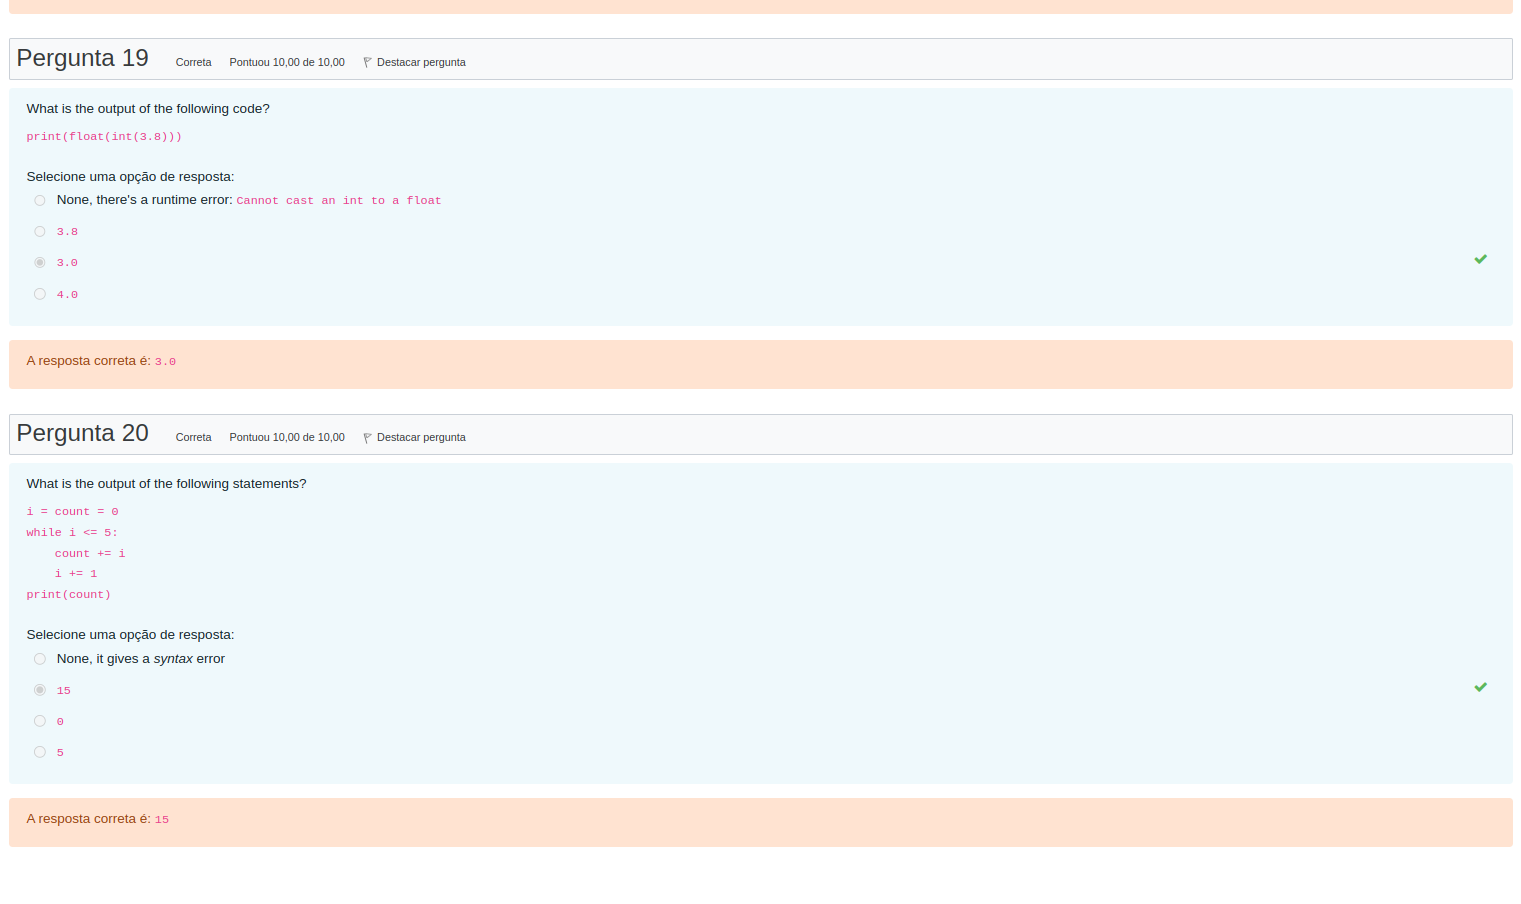 Pergunta 19 Correta Pontuou 10,00 de 10,00 Destacar pergunta
What is the output of the following code?
print(float(int(3.8)))
Selecione uma opção de resposta:
None, there's a runtime error: Cannot cast an int to a float
3.8
3.0
4.0
A resposta correta é: 3.0
Pergunta 20 Correta Pontuou 10,00 de 10,00 Destacar pergunta
What is the output of the following statements?
i = count = 0
while i <= 5:
    count += i
    i += 1
print(count)
Selecione uma opção de resposta:
None, it gives a syntax error
15
0
5
A resposta correta é: 15